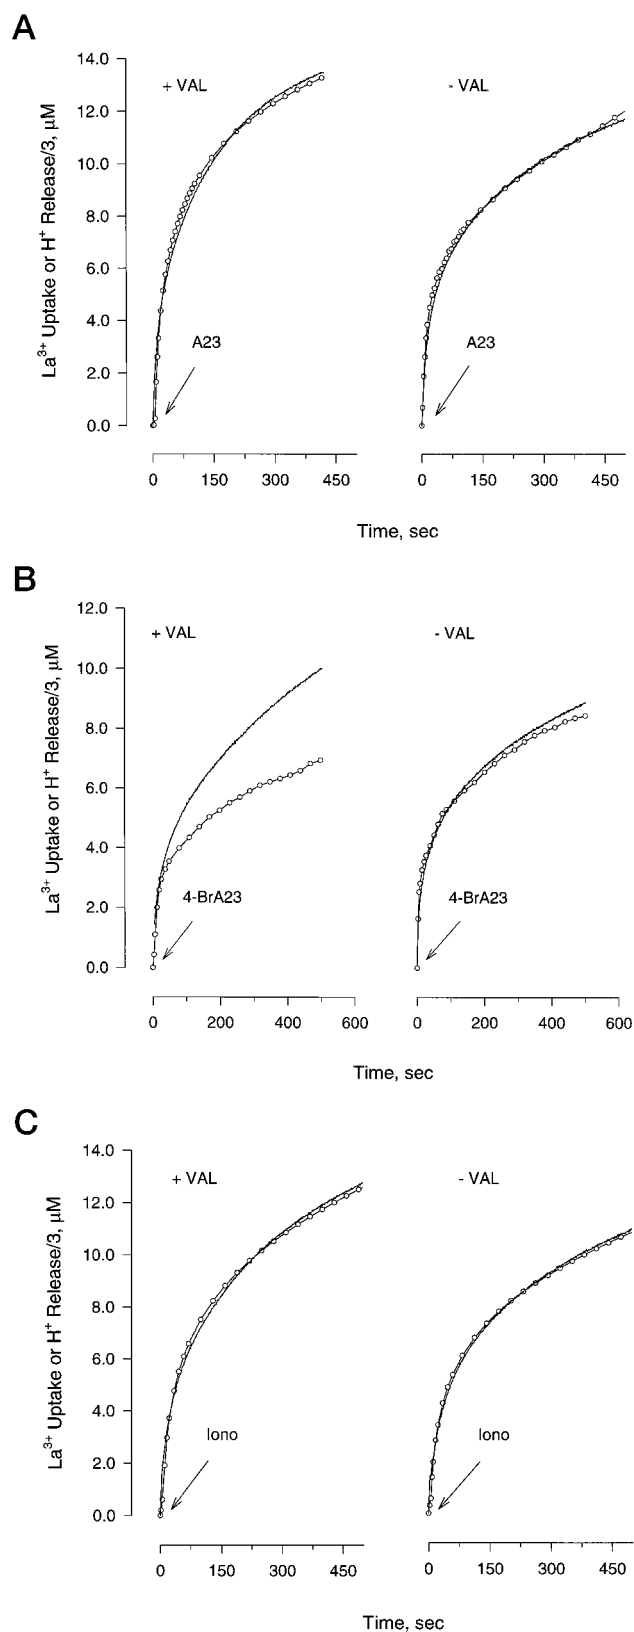 A
+ VAL
- VAL
14.0
12.0
10.0
8.0
6.0
4.0
2.0
0.0
La³⁺ Uptake or H⁺ Release/3, μM
A23
A23
0 150 300 450
0 150 300 450
Time, sec
B
+ VAL
- VAL
12.0
10.0
8.0
6.0
4.0
2.0
0.0
La³⁺ Uptake or H⁺ Release/3, μM
4-BrA23
4-BrA23
0 200 400 600
0 200 400 600
Time, sec
C
+ VAL
- VAL
14.0
12.0
10.0
8.0
6.0
4.0
2.0
0.0
La³⁺ Uptake or H⁺ Release/3, μM
Iono
Iono
0 150 300 450
0 150 300 450
Time, sec